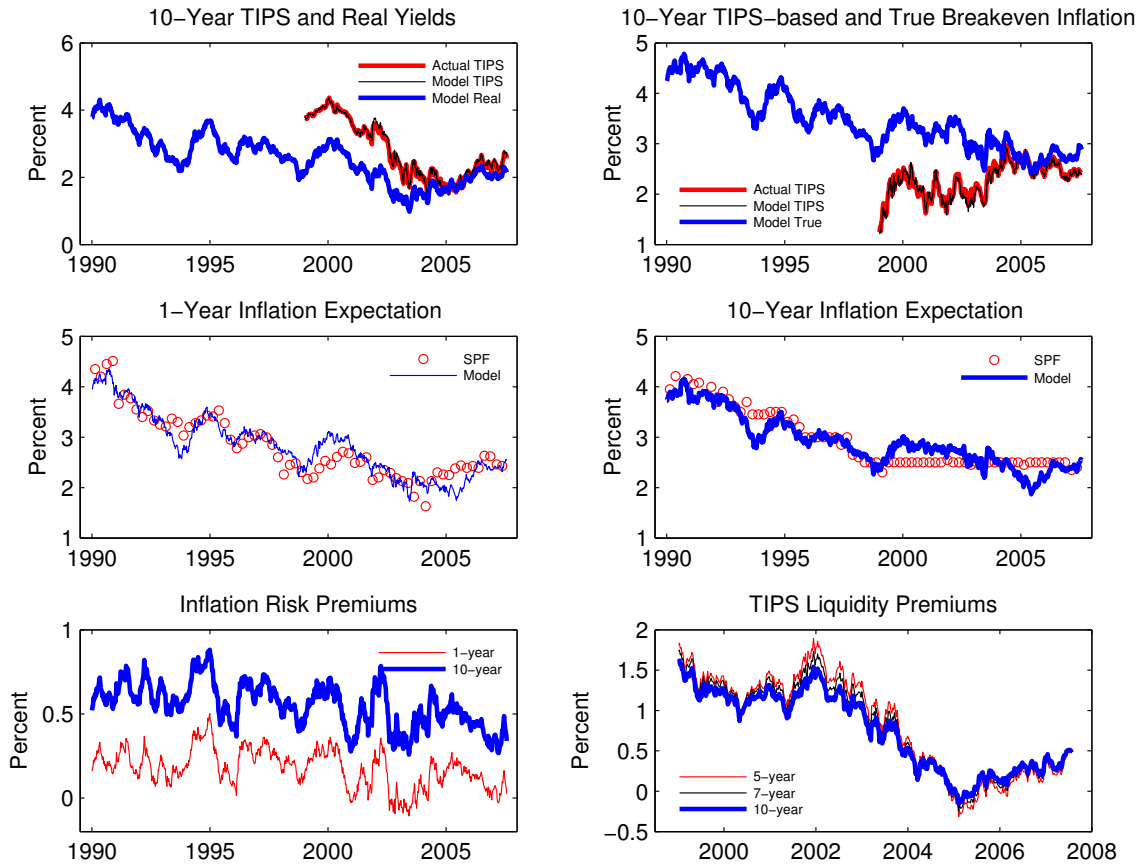 10−Year TIPS and Real Yields
Percent
6
4
2
0
1990 1995 2000 2005
Actual TIPS
Model TIPS
Model Real
10−Year TIPS−based and True Breakeven Inflation
Percent
5
4
3
2
1
1990 1995 2000 2005
Actual TIPS
Model TIPS
Model True
1−Year Inflation Expectation
Percent
5
4
3
2
1
1990 1995 2000 2005
SPF
Model
10−Year Inflation Expectation
Percent
5
4
3
2
1
1990 1995 2000 2005
SPF
Model
Inflation Risk Premiums
Percent
1
0.5
0
1990 1995 2000 2005
1−year
10−year
TIPS Liquidity Premiums
Percent
2
1.5
1
0.5
0
−0.5
2000 2002 2004 2006 2008
5−year
7−year
10−year